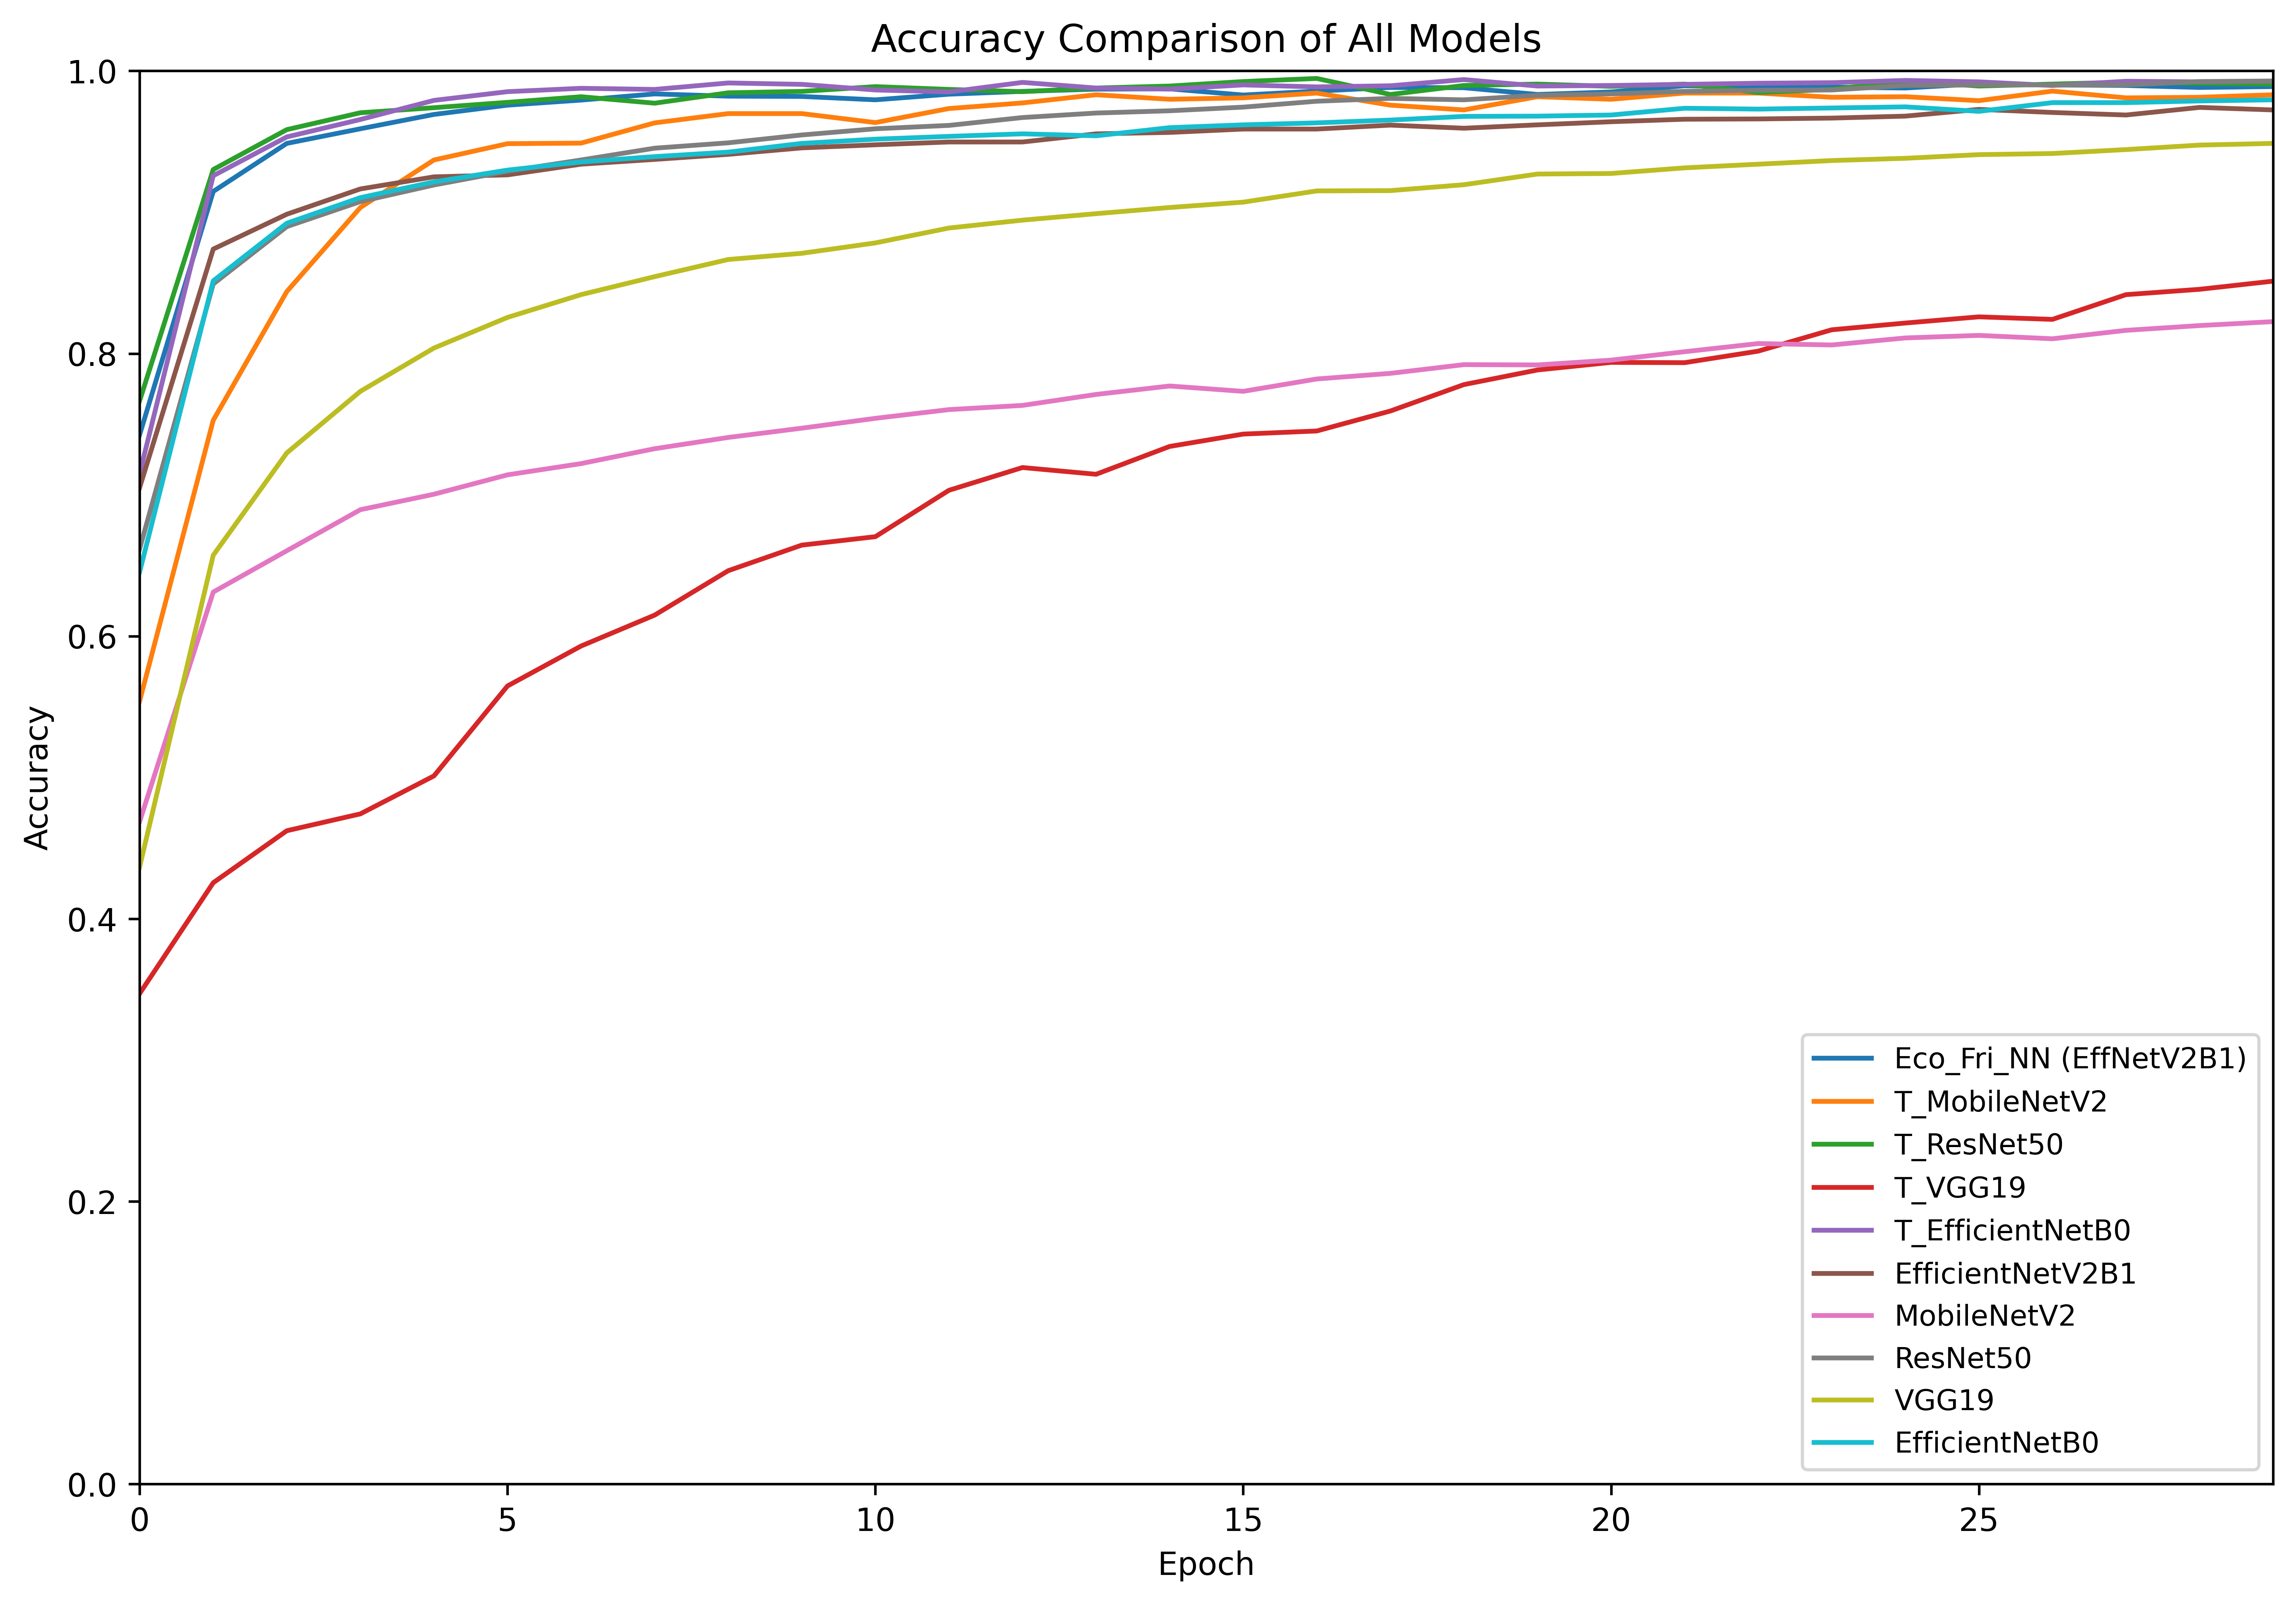 Accuracy Comparison of All Models
1.0
0.8
0.6
0.4
0.2
0.0
Accuracy
0 5 10 15 20 25
Epoch
Eco_Fri_NN (EffNetV2B1)
T_MobileNetV2
T_ResNet50
T_VGG19
T_EfficientNetB0
EfficientNetV2B1
MobileNetV2
ResNet50
VGG19
EfficientNetB0